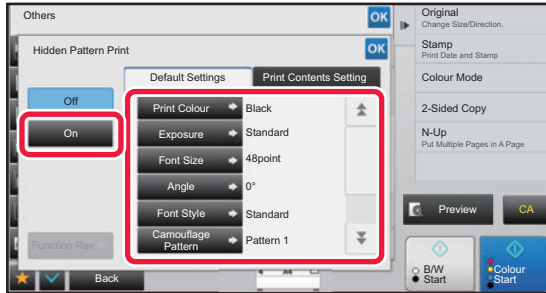 Others
OK
Hidden Pattern Print
OK
Default Settings
Print Contents Setting
Off
On
Print Colour
Black
Exposure
Standard
Font Size
48point
Angle
0°
Font Style
Standard
Camouflage
Pattern
Pattern 1
Function Rev.
Back
A4
Original
Change Size/Direction.
Stamp
Print Date and Stamp
Colour Mode
2-Sided Copy
N-Up
Put Multiple Pages in A Page
Preview
CA
B/W
Start
Colour
Start